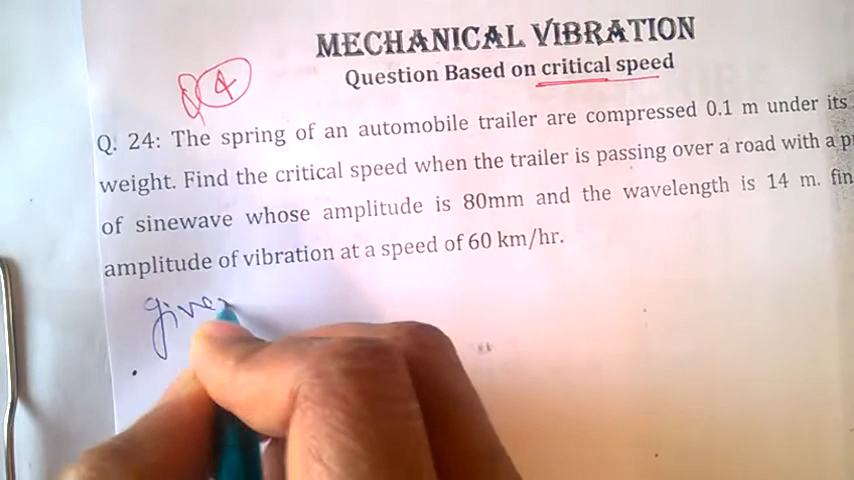 MECHANICAL VIBRATION
Question Based on critical speed
Q 4
Q. 24: The spring of an automobile trailer are compressed 0.1 m under its
weight. Find the critical speed when the trailer is passing over a road with a
of sinewave whose amplitude is 80mm and the wavelength is 14 m.
amplitude of vibration at a speed of 60 km/hr.
given